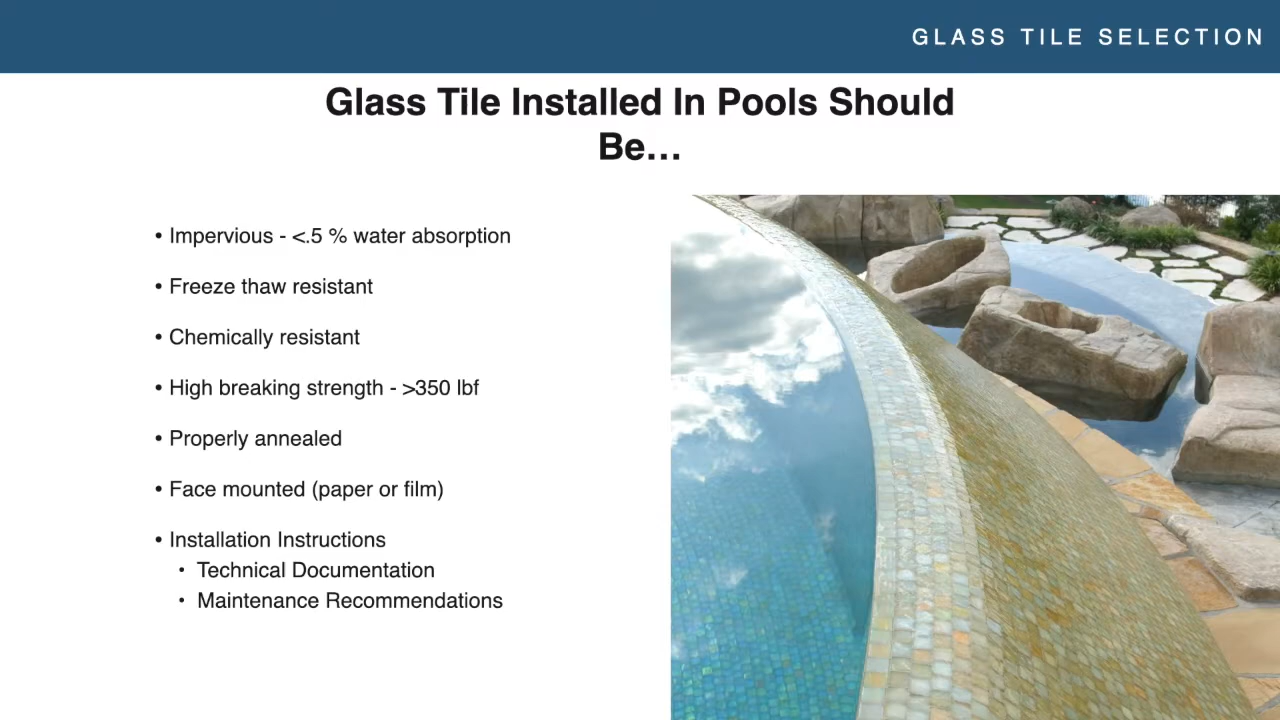 GLASS TILE SELECTION
Glass Tile Installed In Pools Should
Be…
• Impervious - <.5 % water absorption
• Freeze thaw resistant
• Chemically resistant
• High breaking strength - >350 lbf
• Properly annealed
• Face mounted (paper or film)
• Installation Instructions
• Technical Documentation
• Maintenance Recommendations